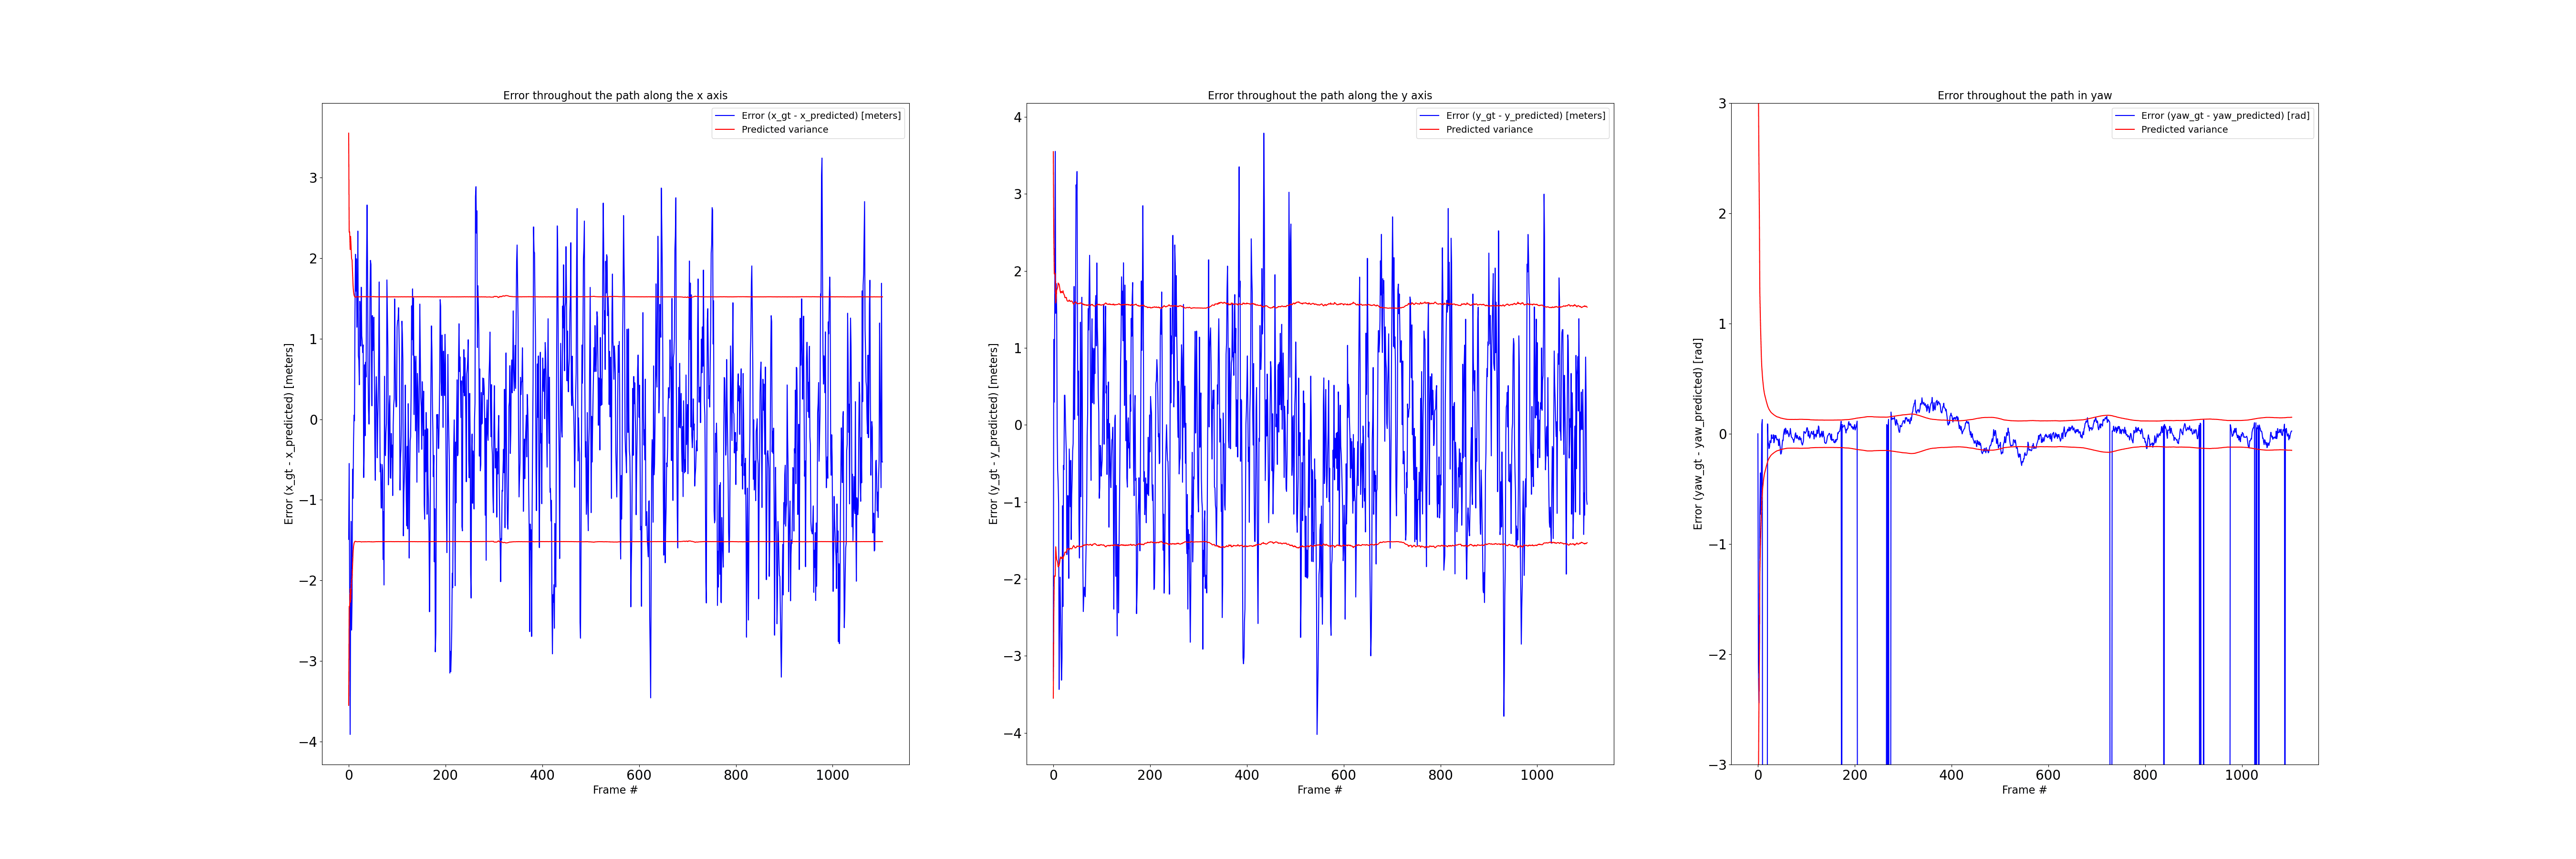 Error throughout the path along the x axis
Error (x_gt - x_predicted) [meters]
Predicted variance
Error (x_gt - x_predicted) [meters]
3
2
1
0
−1
−2
−3
−4
0 200 400 600 800 1000
Frame #
Error throughout the path along the y axis
Error (y_gt - y_predicted) [meters]
Predicted variance
Error (y_gt - y_predicted) [meters]
4
3
2
1
0
−1
−2
−3
−4
0 200 400 600 800 1000
Frame #
Error throughout the path in yaw
Error (yaw_gt - yaw_predicted) [rad]
Predicted variance
Error (yaw_gt - yaw_predicted) [rad]
3
2
1
0
−1
−2
−3
0 200 400 600 800 1000
Frame #